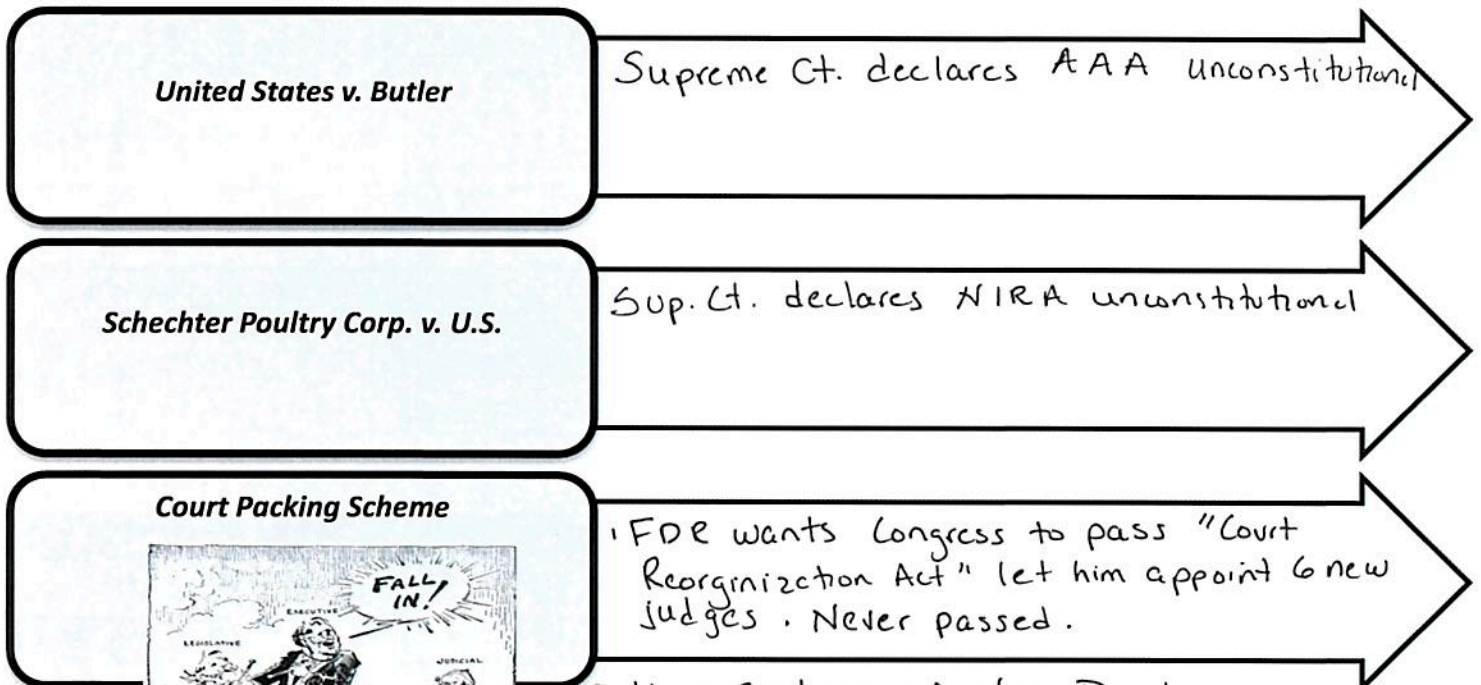 United States v. Butler
Supreme Ct. declares AAA unconstitutional
Schechter Poultry Corp. v. U.S.
Sup. Ct. declares NIRA unconstitutional
Court Packing Scheme
FALL
IN!
EXECUTIVE
LEGISLATIVE
JUDICIAL
• FDR wants Congress to pass "Court
Reorginization Act" let him appoint 6 new
judges. Never passed.